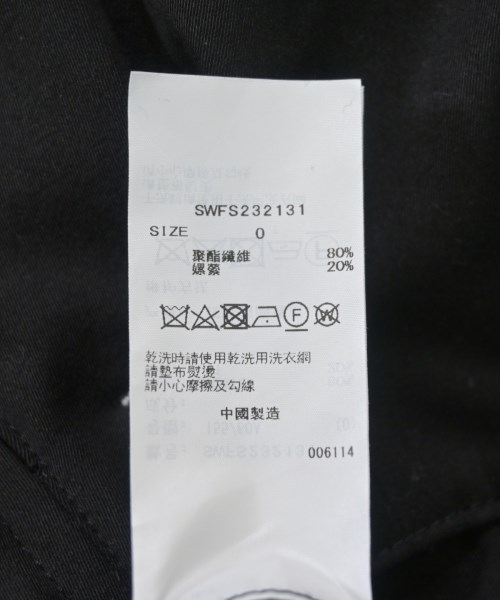 SWFS232131
SIZE 0
聚酯纖維 80%
嫘縈 20%
F W
乾洗時請使用乾洗用洗衣網
請墊布熨燙
請小心摩擦及勾線
中國製造
006114